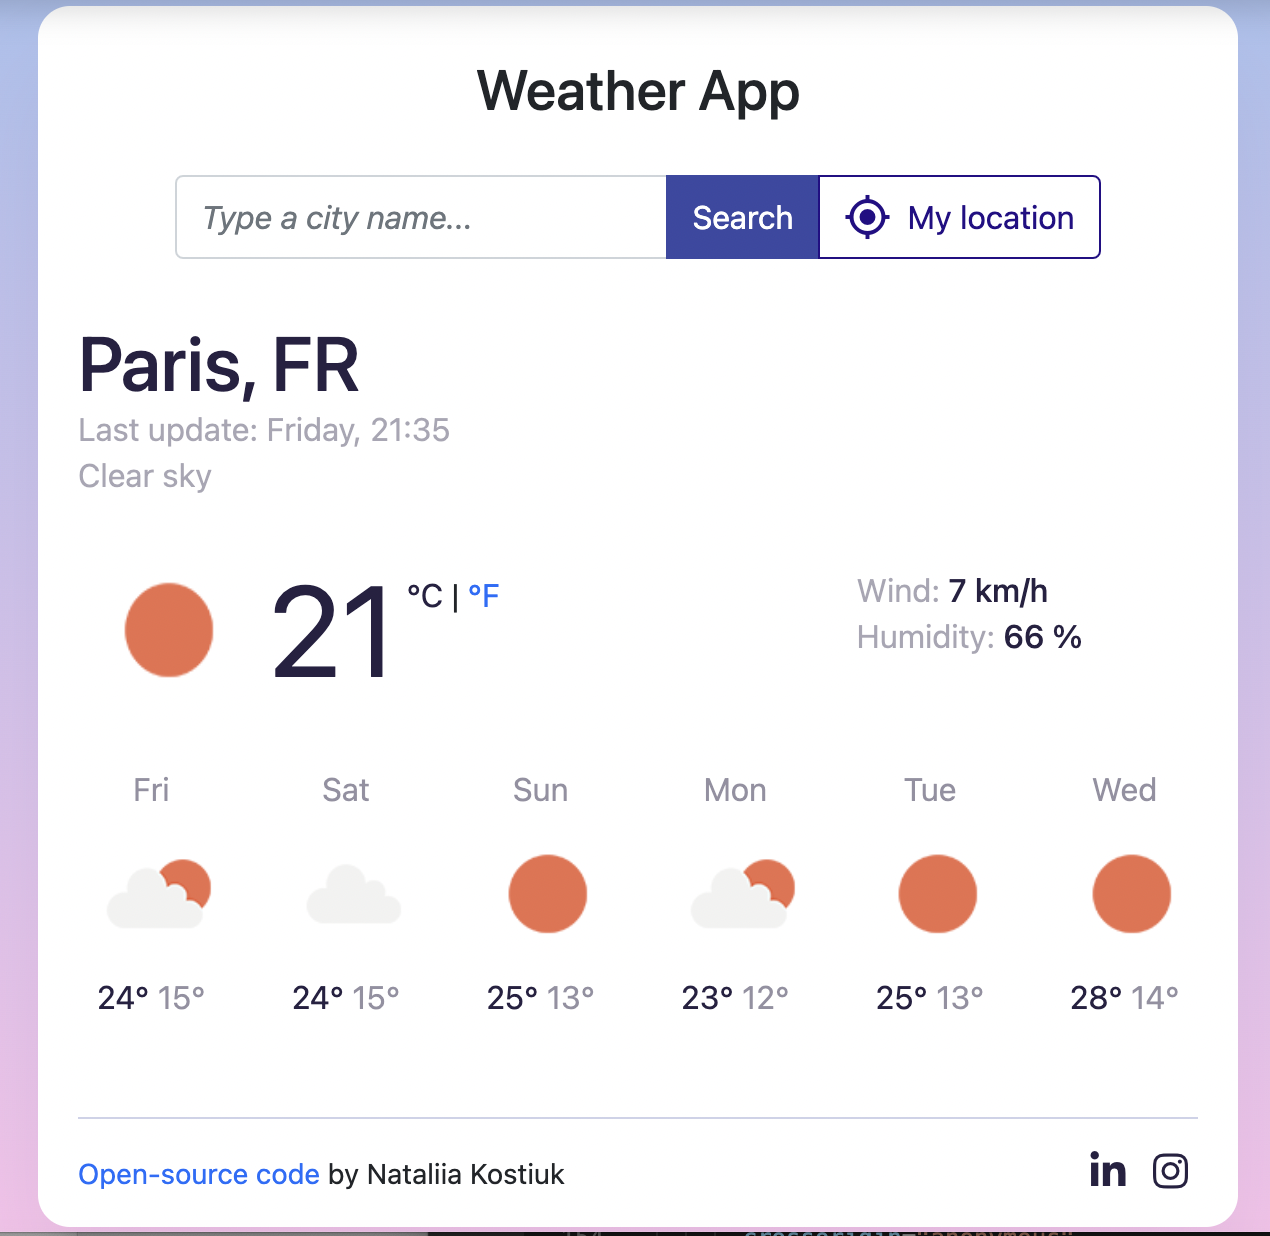 Weather App
Type a city name...
Search
My location
Paris, FR
Last update: Friday, 21:35
Clear sky
21 °C | °F
Wind: 7 km/h
Humidity: 66 %
Fri Sat Sun Mon Tue Wed
24° 15° 24° 15° 25° 13° 23° 12° 25° 13° 28° 14°
Open-source code by Nataliia Kostiuk
in